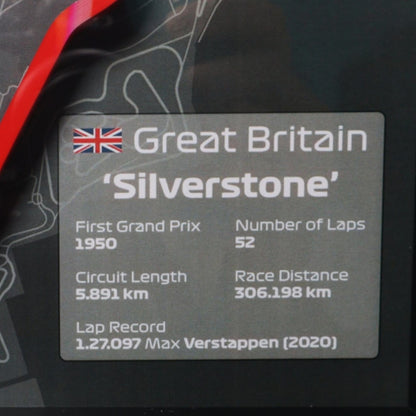 Great Britain
‘Silverstone’
First Grand Prix
1950
Number of Laps
52
Circuit Length
5.891 km
Race Distance
306.198 km
Lap Record
1.27.097 Max Verstappen (2020)